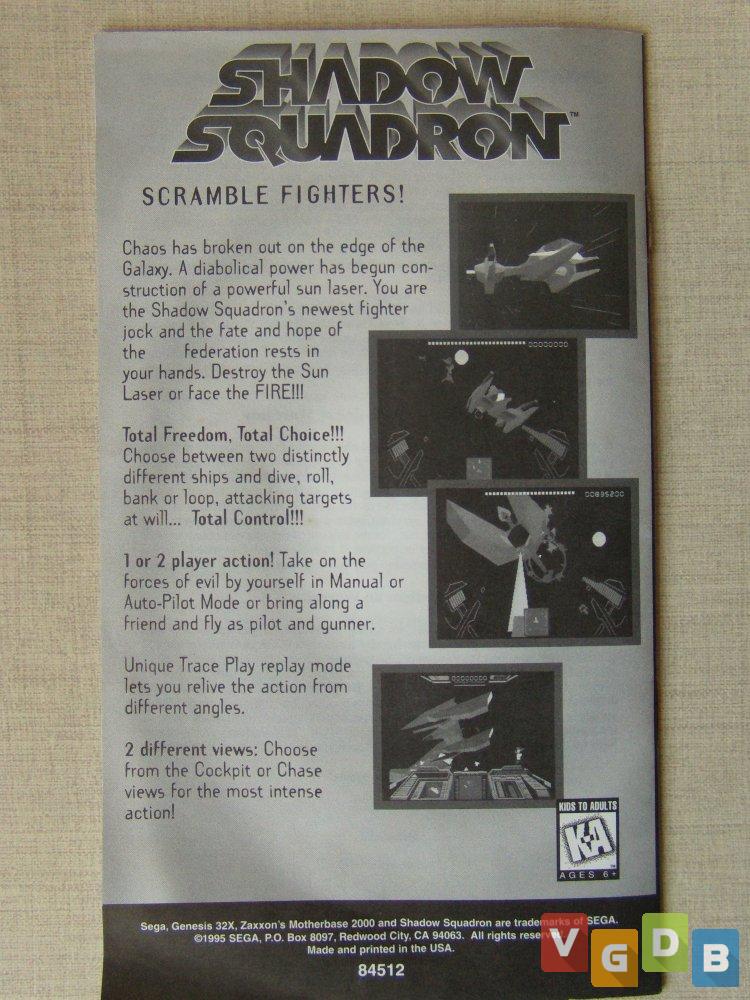 SHADOW
SQUADRON™
SCRAMBLE FIGHTERS!
Chaos has broken out on the edge of the
Galaxy. A diabolical power has begun con-
struction of a powerful sun laser. You are
the Shadow Squadron's newest fighter
jock and the fate and hope of
the federation rests in
your hands. Destroy the Sun
Laser or face the FIRE!!!
Total Freedom, Total Choice!!!
Choose between two distinctly
different ships and dive, roll,
bank or loop, attacking targets
at will... Total Control!!!
1 or 2 player action! Take on the
forces of evil by yourself in Manual or
Auto-Pilot Mode or bring along a
friend and fly as pilot and gunner.
Unique Trace Play replay mode
lets you relive the action from
different angles.
2 different views: Choose
from the Cockpit or Chase
views for the most intense
action!
00000000
00895200
00000000
KIDS TO ADULTS
K-A
AGES 6+
Sega, Genesis 32X, Zaxxon's Motherbase 2000 and Shadow Squadron are trademarks of SEGA.
©1995 SEGA, P.O. Box 8097, Redwood City, CA 94063. All rights reserved.
Made and printed in the USA.
84512
VGDB